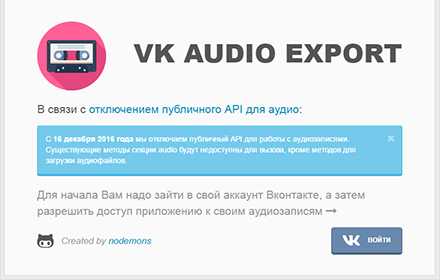 VK AUDIO EXPORT
В связи с отключением публичного API для аудио:
С 16 декабря 2016 года мы отключаем публичный API для работы с аудиозаписями.
Существующие методы секции audio будут недоступны для вызова, кроме методов для
загрузки аудиофайлов.
Для начала Вам надо зайти в свой аккаунт Вконтакте, а затем
разрешить доступ приложению к своим аудиозаписям →
Created by nodemons
ВОЙТИ